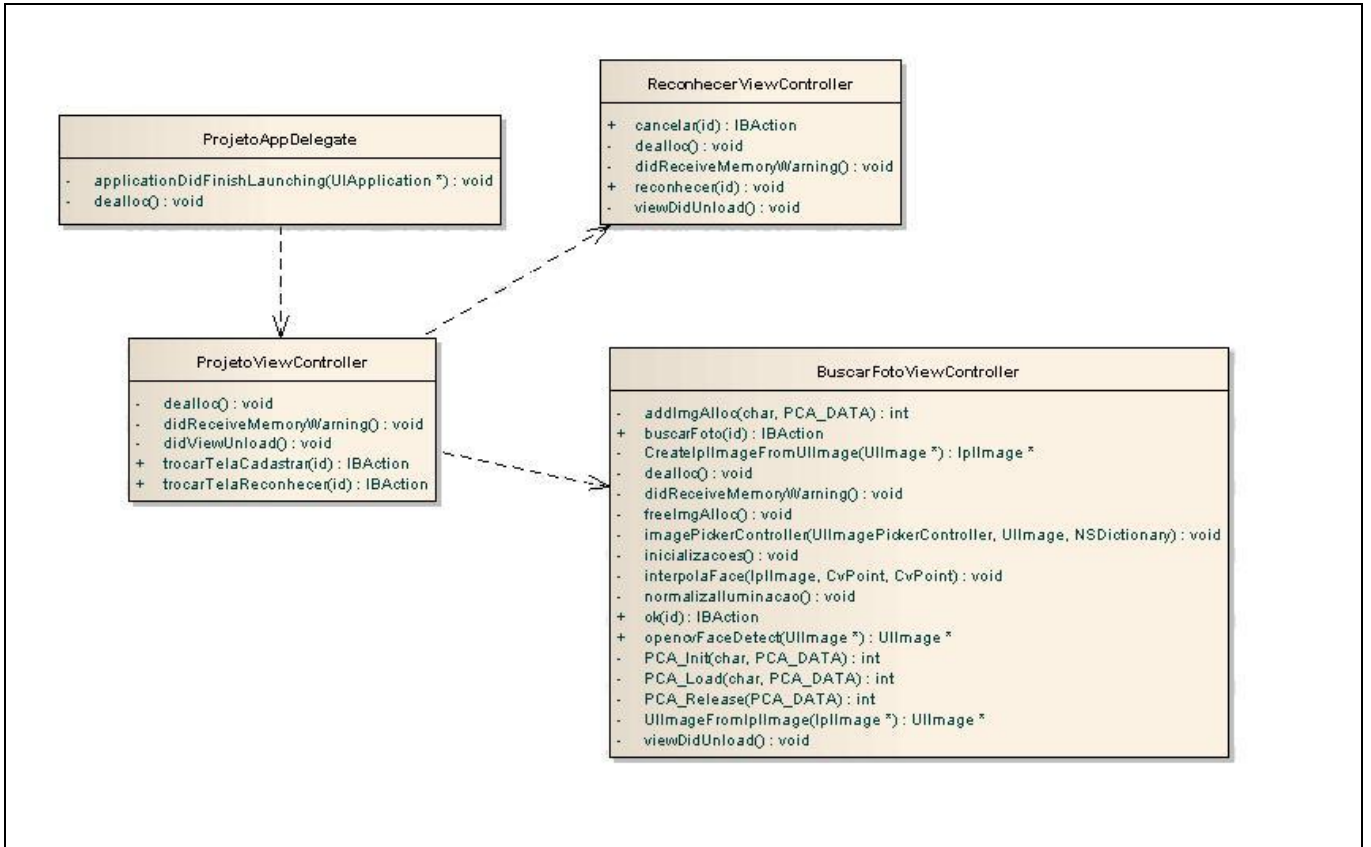 ProjetoAppDelegate
- applicationDidFinishLaunching(UIApplication *) : void
- dealloc() : void
ReconhecerViewController
+ cancelar(id) : IBAction
- dealloc() : void
- didReceiveMemoryWarning() : void
+ reconhecer(id) : void
- viewDidUnload() : void
ProjetoViewController
- dealloc() : void
- didReceiveMemoryWarning() : void
- didViewUnload() : void
+ trocarTelaCadastrar(id) : IBAction
+ trocarTelaReconhecer(id) : IBAction
BuscarFotoViewController
- addImgAlloc(char, PCA_DATA) : int
+ buscarFoto(id) : IBAction
- CreateIplImageFromUIImage(UIImage *) : IplImage *
- dealloc() : void
- didReceiveMemoryWarning() : void
- freeImgAlloc() : void
- imagePickerController(UIImagePickerController, UIImage, NSDictionary) : void
- inicializacoes() : void
- interpolaFace(IplImage, CvPoint, CvPoint) : void
- normalizaIluminacao() : void
+ ok(id) : IBAction
+ opencvFaceDetect(UIImage *) : UIImage *
- PCA_Init(char, PCA_DATA) : int
- PCA_Load(char, PCA_DATA) : int
- PCA_Release(PCA_DATA) : int
- UIImageFromIplImage(IplImage *) : UIImage *
- viewDidUnload() : void